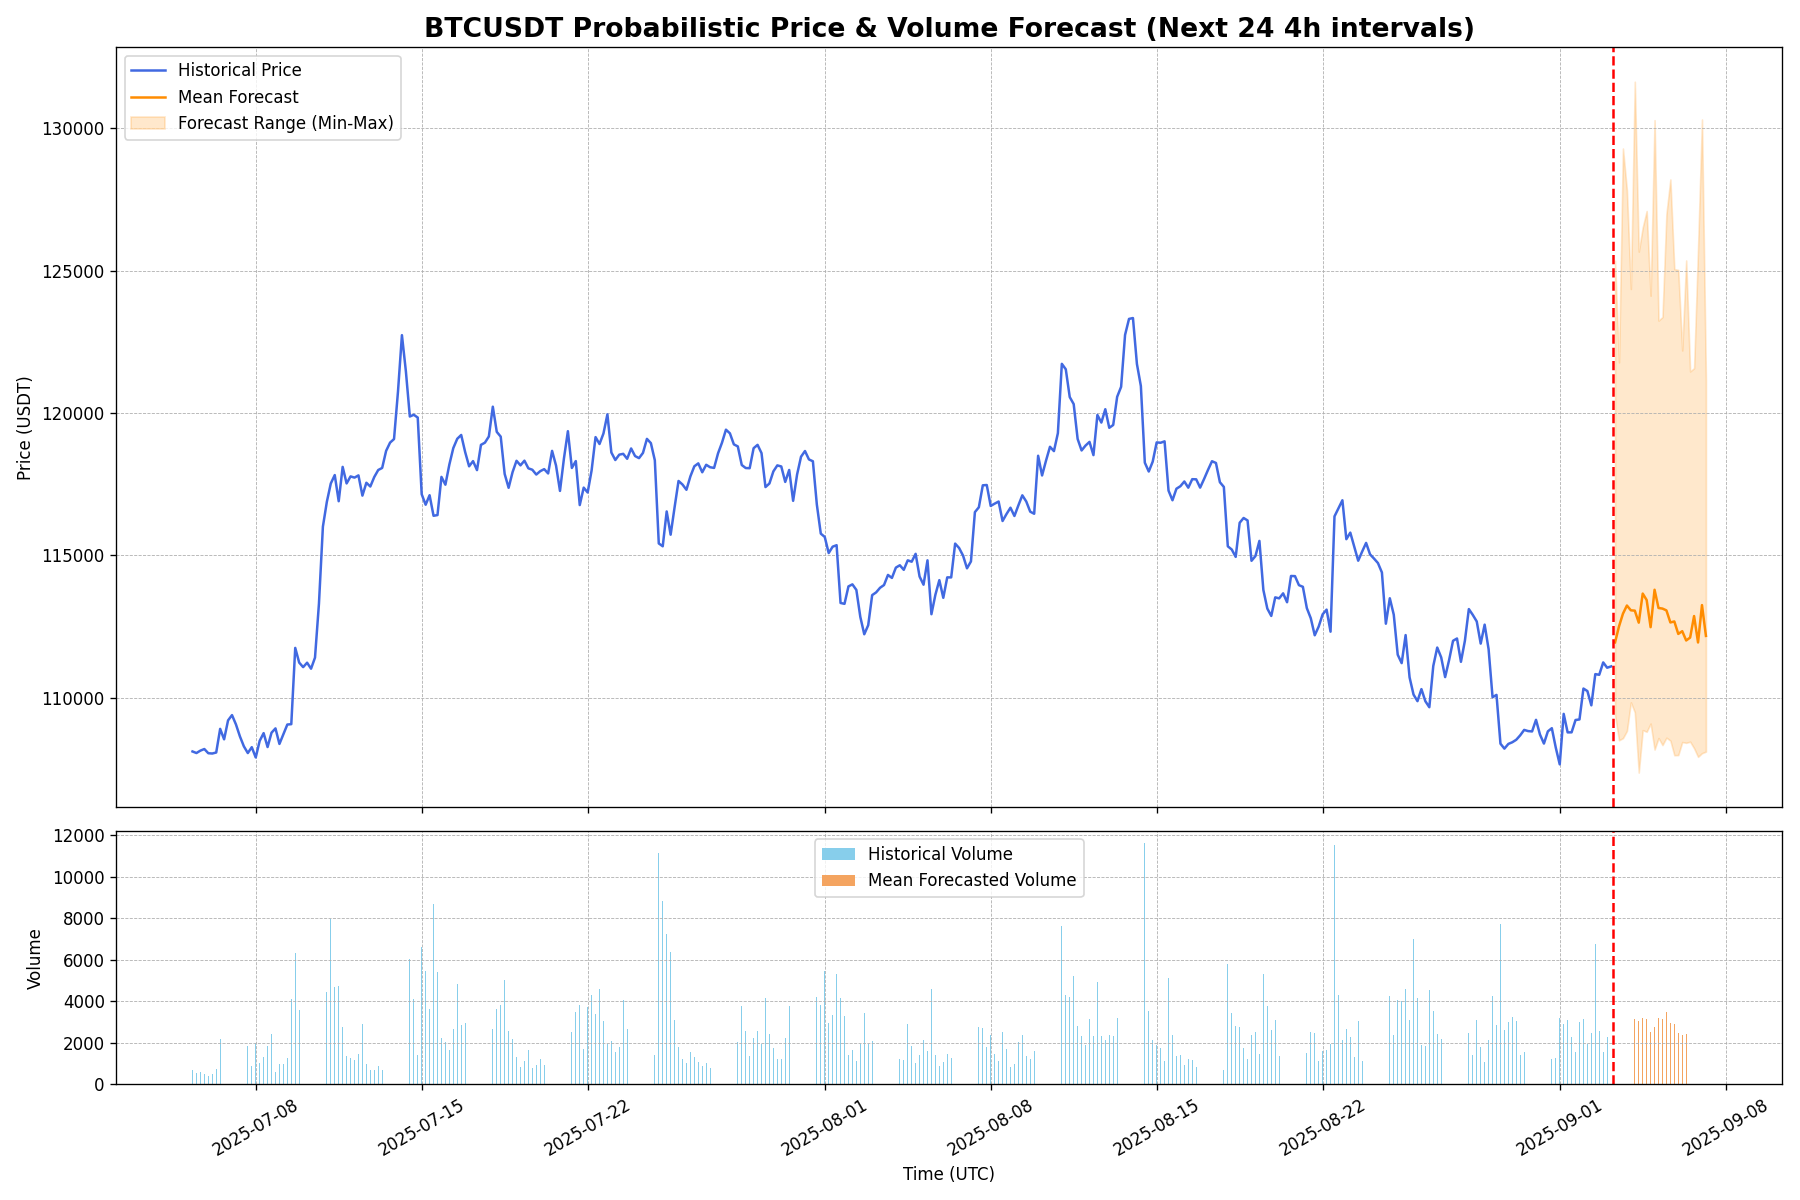 BTCUSDT Probabilistic Price & Volume Forecast (Next 24 4h intervals)
Historical Price
Mean Forecast
Forecast Range (Min-Max)
Price (USDT)
130000
125000
120000
115000
110000
Historical Volume
Mean Forecasted Volume
Volume
12000
10000
8000
6000
4000
2000
0
2025-07-08
2025-07-15
2025-07-22
2025-08-01
2025-08-08
2025-08-15
2025-08-22
2025-09-01
2025-09-08
Time (UTC)